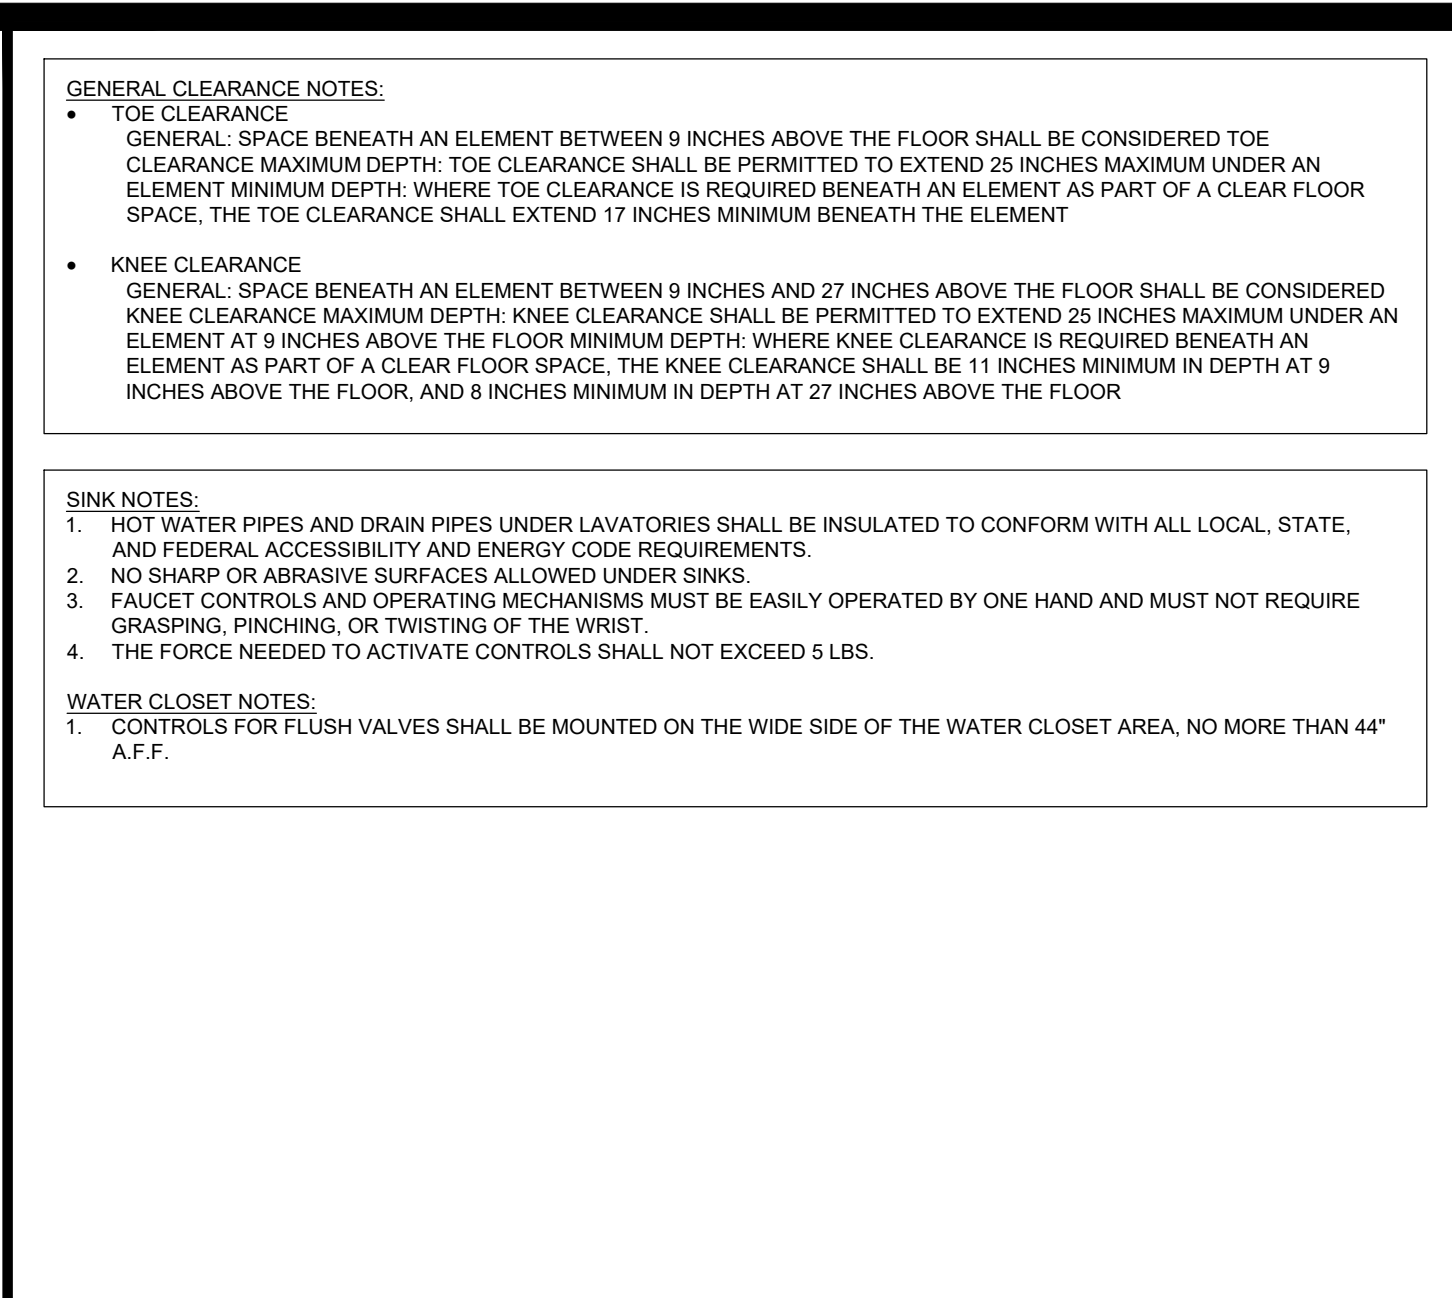 GENERAL CLEARANCE NOTES:
• TOE CLEARANCE
GENERAL: SPACE BENEATH AN ELEMENT BETWEEN 9 INCHES ABOVE THE FLOOR SHALL BE CONSIDERED TOE
CLEARANCE MAXIMUM DEPTH: TOE CLEARANCE SHALL BE PERMITTED TO EXTEND 25 INCHES MAXIMUM UNDER AN
ELEMENT MINIMUM DEPTH: WHERE TOE CLEARANCE IS REQUIRED BENEATH AN ELEMENT AS PART OF A CLEAR FLOOR
SPACE, THE TOE CLEARANCE SHALL EXTEND 17 INCHES MINIMUM BENEATH THE ELEMENT
• KNEE CLEARANCE
GENERAL: SPACE BENEATH AN ELEMENT BETWEEN 9 INCHES AND 27 INCHES ABOVE THE FLOOR SHALL BE CONSIDERED
KNEE CLEARANCE MAXIMUM DEPTH: KNEE CLEARANCE SHALL BE PERMITTED TO EXTEND 25 INCHES MAXIMUM UNDER AN
ELEMENT AT 9 INCHES ABOVE THE FLOOR MINIMUM DEPTH: WHERE KNEE CLEARANCE IS REQUIRED BENEATH AN
ELEMENT AS PART OF A CLEAR FLOOR SPACE, THE KNEE CLEARANCE SHALL BE 11 INCHES MINIMUM IN DEPTH AT 9
INCHES ABOVE THE FLOOR, AND 8 INCHES MINIMUM IN DEPTH AT 27 INCHES ABOVE THE FLOOR
SINK NOTES:
1. HOT WATER PIPES AND DRAIN PIPES UNDER LAVATORIES SHALL BE INSULATED TO CONFORM WITH ALL LOCAL, STATE,
AND FEDERAL ACCESSIBILITY AND ENERGY CODE REQUIREMENTS.
2. NO SHARP OR ABRASIVE SURFACES ALLOWED UNDER SINKS.
3. FAUCET CONTROLS AND OPERATING MECHANISMS MUST BE EASILY OPERATED BY ONE HAND AND MUST NOT REQUIRE
GRASPING, PINCHING, OR TWISTING OF THE WRIST.
4. THE FORCE NEEDED TO ACTIVATE CONTROLS SHALL NOT EXCEED 5 LBS.
WATER CLOSET NOTES:
1. CONTROLS FOR FLUSH VALVES SHALL BE MOUNTED ON THE WIDE SIDE OF THE WATER CLOSET AREA, NO MORE THAN 44"
A.F.F.